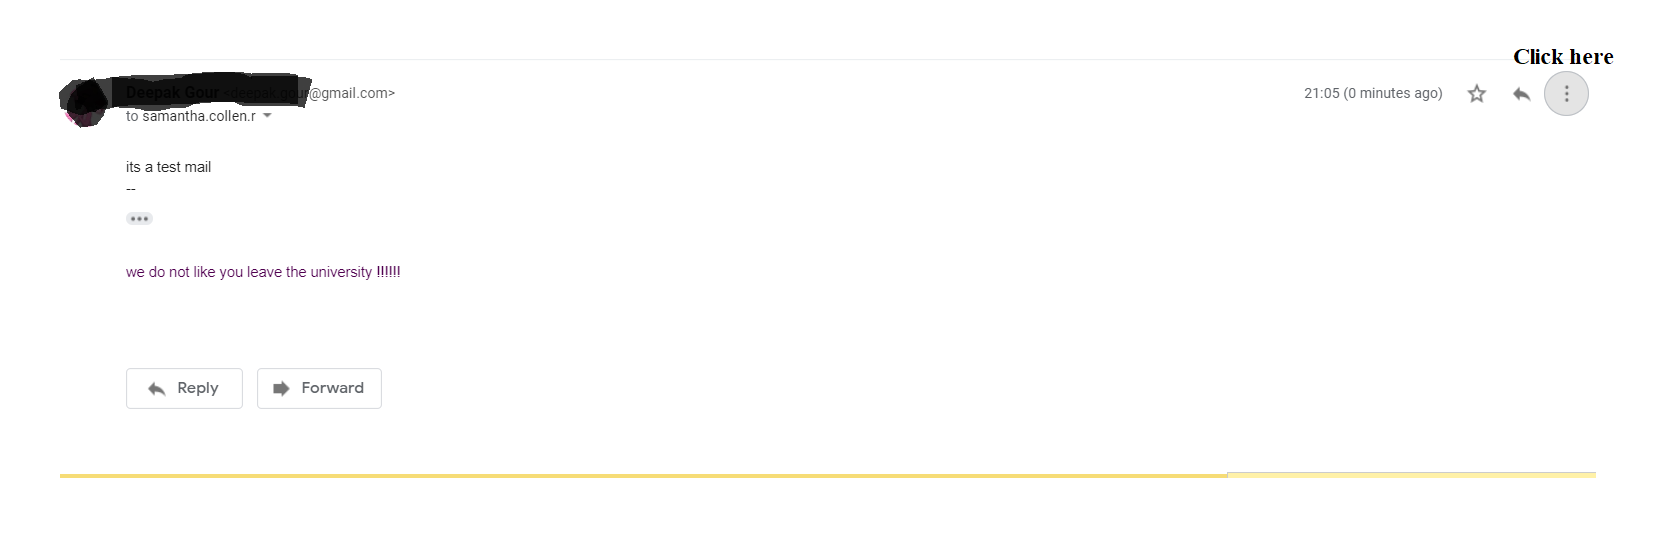 Click here
@gmail.com>
21:05 (0 minutes ago)
to samantha.collen.r
its a test mail
--
we do not like you leave the university !!!!!!
Reply
Forward